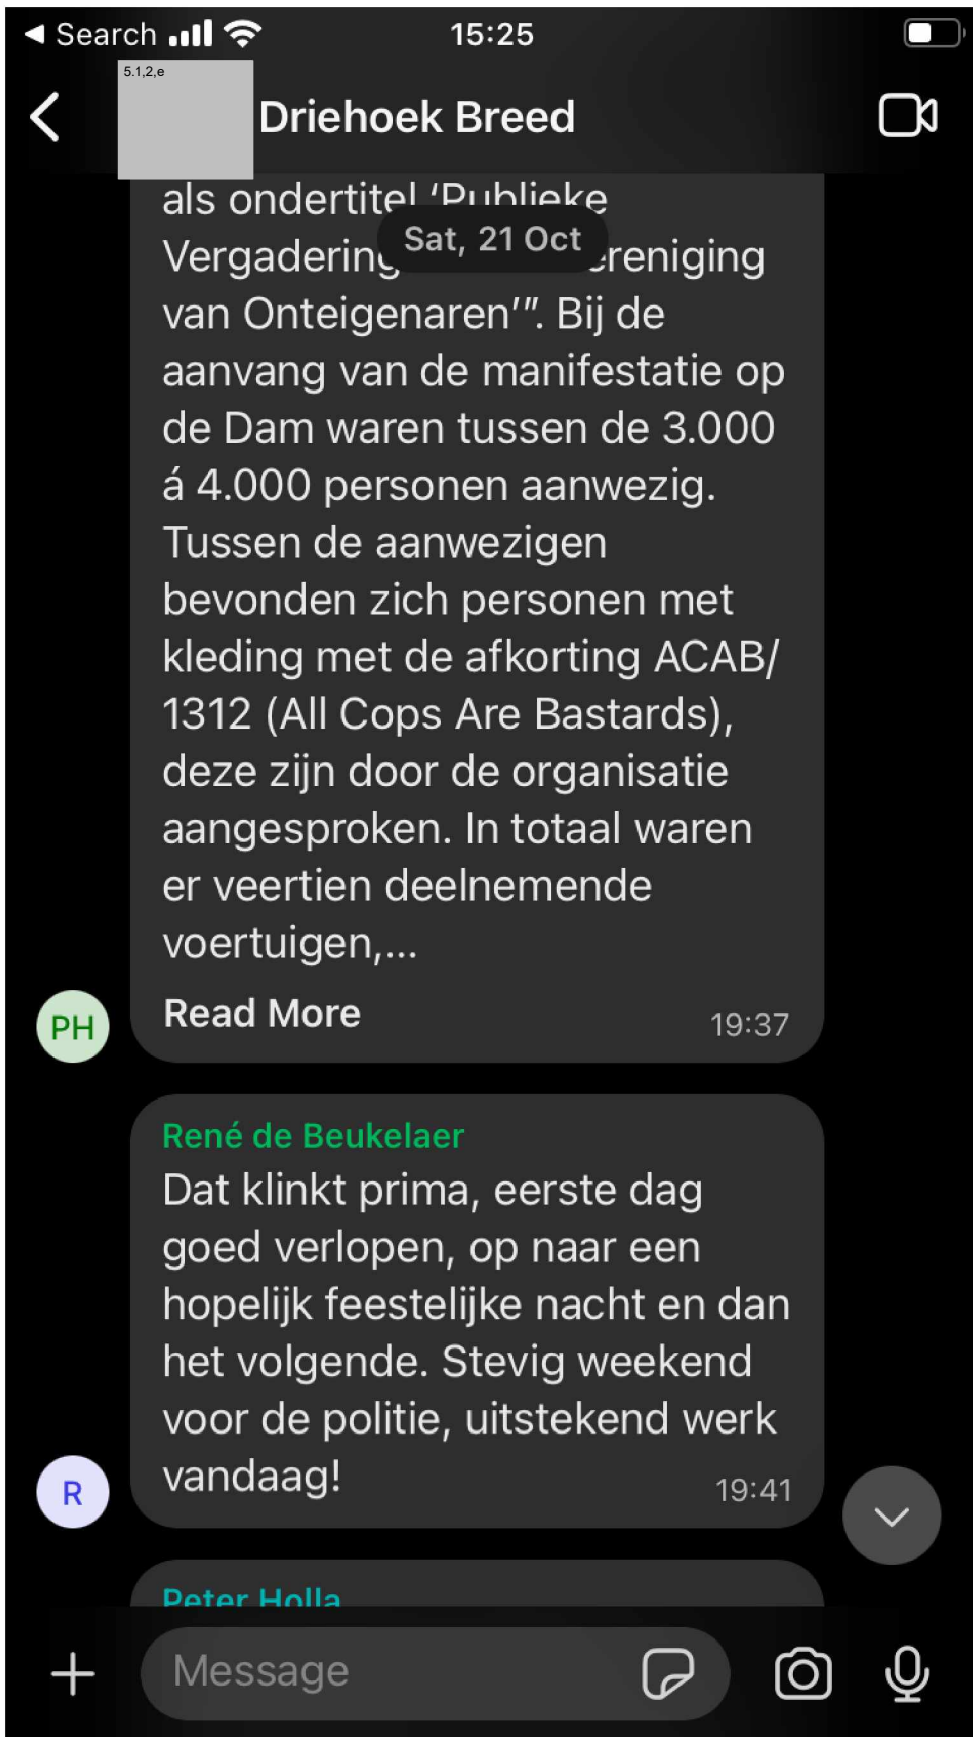 Search
15:25
5.1,2,e
Driehoek Breed
als ondertitel ‘Publieke
Sat, 21 Oct
Vergadering
van Onteigenaren’”. Bij de
aanvang van de manifestatie op
de Dam waren tussen de 3.000
á 4.000 personen aanwezig.
Tussen de aanwezigen
bevonden zich personen met
kleding met de afkorting ACAB/
1312 (All Cops Are Bastards),
deze zijn door de organisatie
aangesproken. In totaal waren
er veertien deelnemende
voertuigen,...
Read More
19:37
PH
René de Beukelaer
Dat klinkt prima, eerste dag
goed verlopen, op naar een
hopelijk feestelijke nacht en dan
het volgende. Stevig weekend
voor de politie, uitstekend werk
vandaag!
19:41
R
Peter Holla
Message